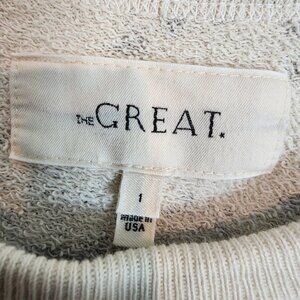 THE GREAT.
1
made in
USA